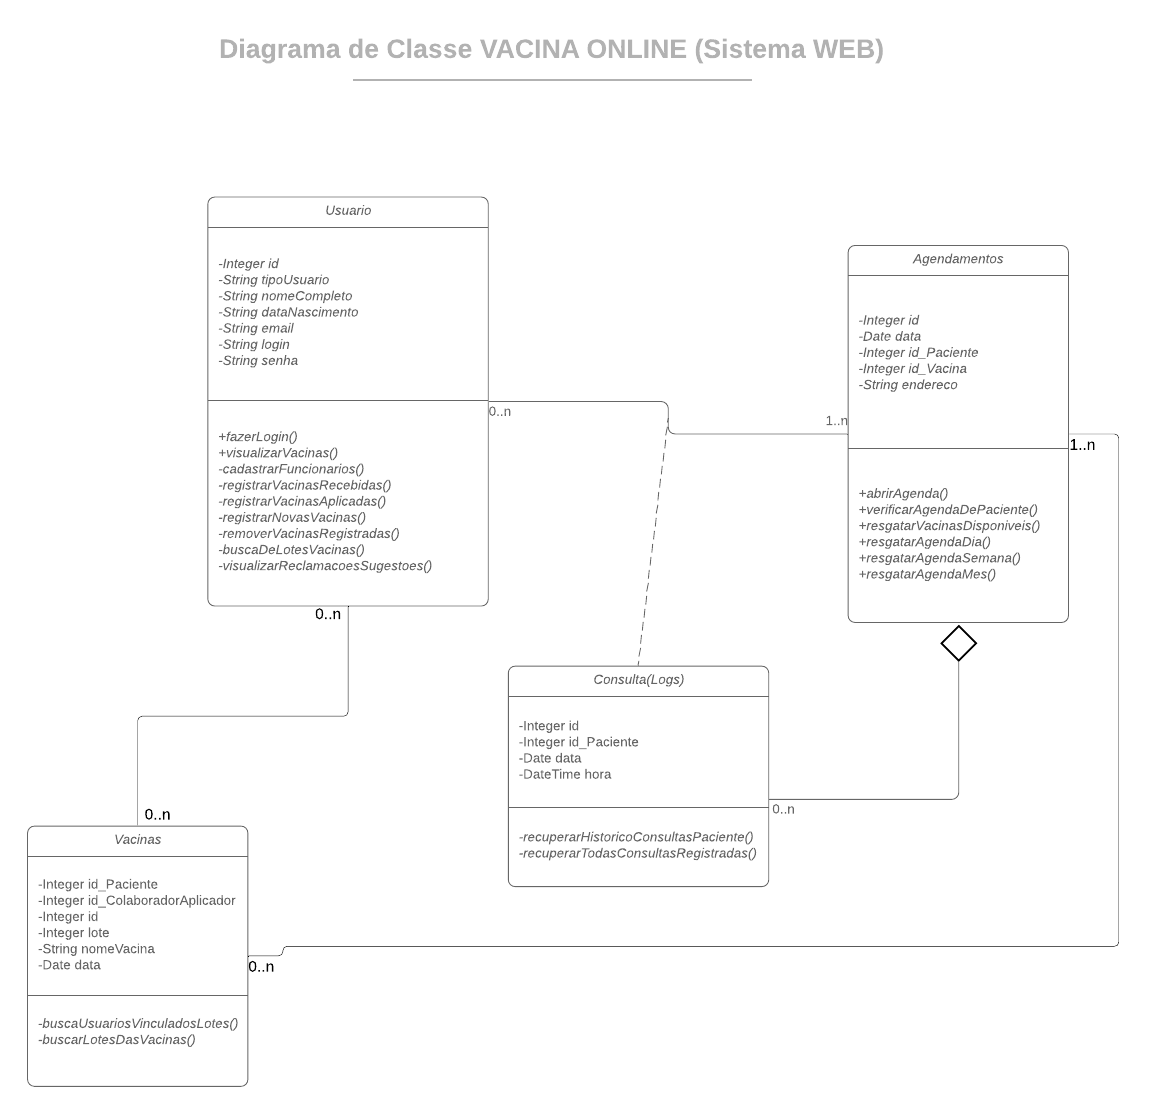 Diagrama de Classe VACINA ONLINE (Sistema WEB)
Usuario
-Integer id
-String tipoUsuario
-String nomeCompleto
-String dataNascimento
-String email
-String login
-String senha
+fazerLogin()
+visualizarVacinas()
-cadastrarFuncionarios()
-registrarVacinasRecebidas()
-registrarVacinasAplicadas()
-registrarNovasVacinas()
-removerVacinasRegistradas()
-buscaDeLotesVacinas()
-visualizarReclamacoesSugestoes()
0..n
0..n
Agendamentos
-Integer id
-Date data
-Integer id_Paciente
-Integer id_Vacina
-String endereco
+abrirAgenda()
+verificarAgendaDePaciente()
+resgatarVacinasDisponiveis()
+resgatarAgendaDia()
+resgatarAgendaSemana()
+resgatarAgendaMes()
1..n
1..n
Consulta(Logs)
-Integer id
-Integer id_Paciente
-Date data
-DateTime hora
-recuperarHistoricoConsultasPaciente()
-recuperarTodasConsultasRegistradas()
0..n
0..n
Vacinas
-Integer id_Paciente
-Integer id_ColaboradorAplicador
-Integer id
-Integer lote
-String nomeVacina
-Date data
-buscaUsuariosVinculadosLotes()
-buscarLotesDasVacinas()
0..n